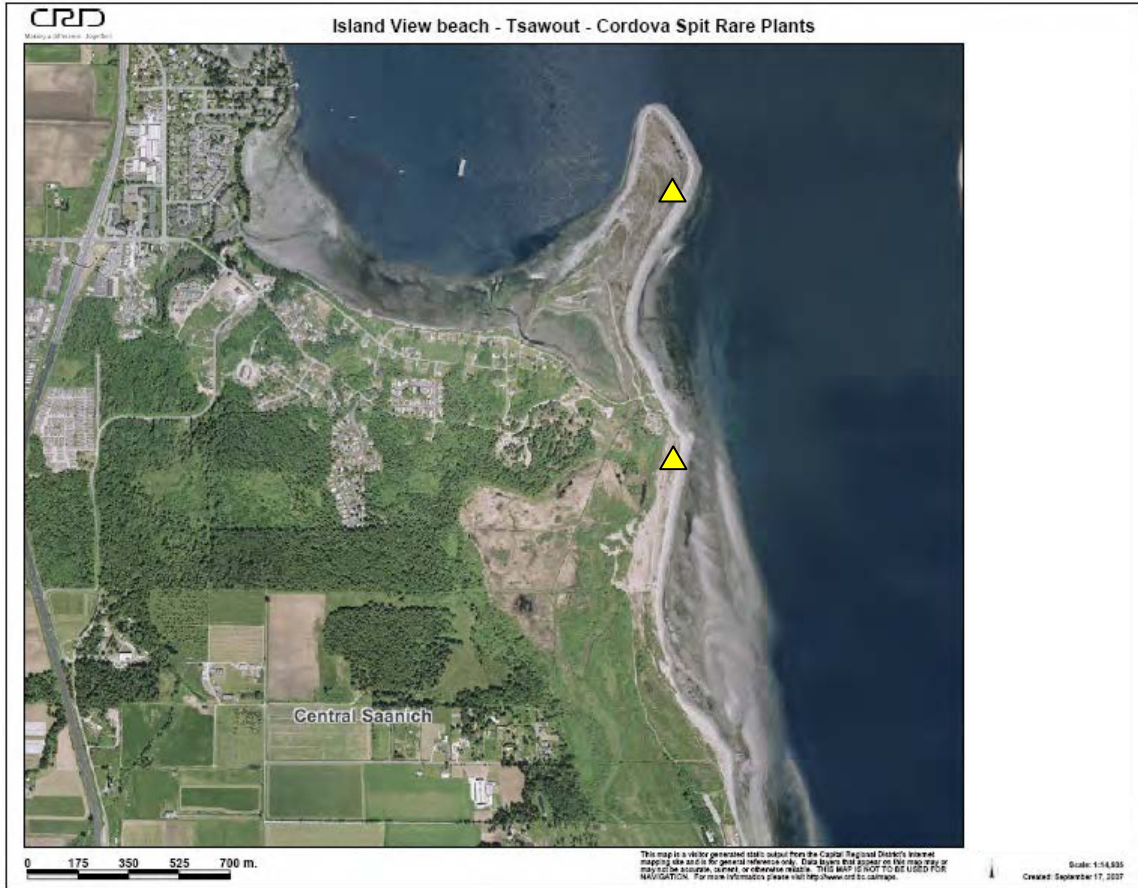 CRD
Making a difference...together
Island View beach - Tsawout - Cordova Spit Rare Plants
Central Saanich
0 175 350 525 700 m.
This map is a visitor generated static output from the Capital Regional District's Internet
mapping site and is for general reference only. Data layers that appear on this map may or
may not be accurate, current, or otherwise reliable. THIS MAP IS NOT TO BE USED FOR
NAVIGATION. For more information please visit http://www.crd.bc.ca/maps.
Scale:
Created: September 17, 2007